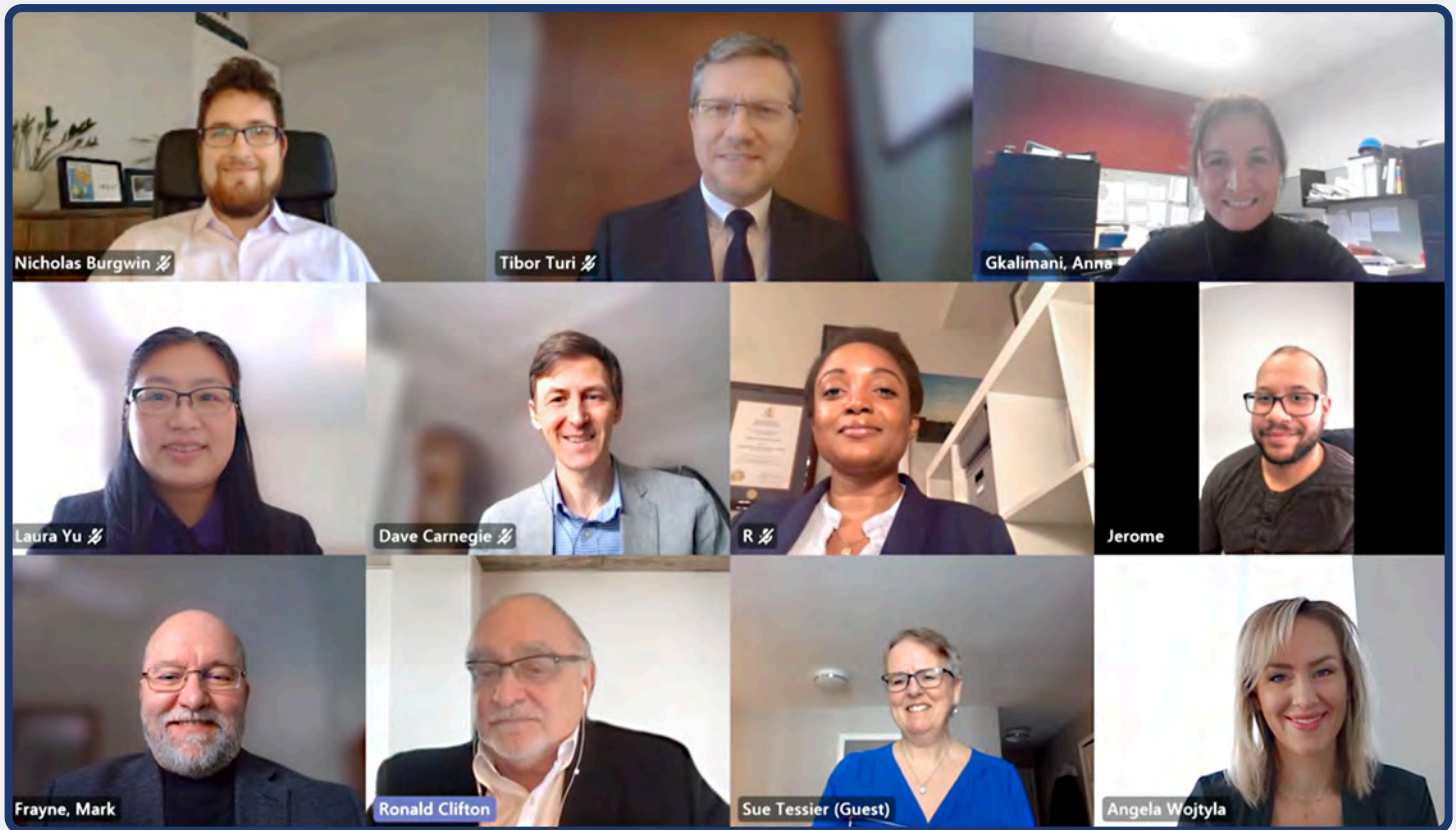 Nicholas Burgwin
Tibor Turi
Gkalimani, Anna
Laura Yu
Dave Carnegie
R
Jerome
Frayne, Mark
Ronald Clifton
Sue Tessier (Guest)
Angela Wojtyla